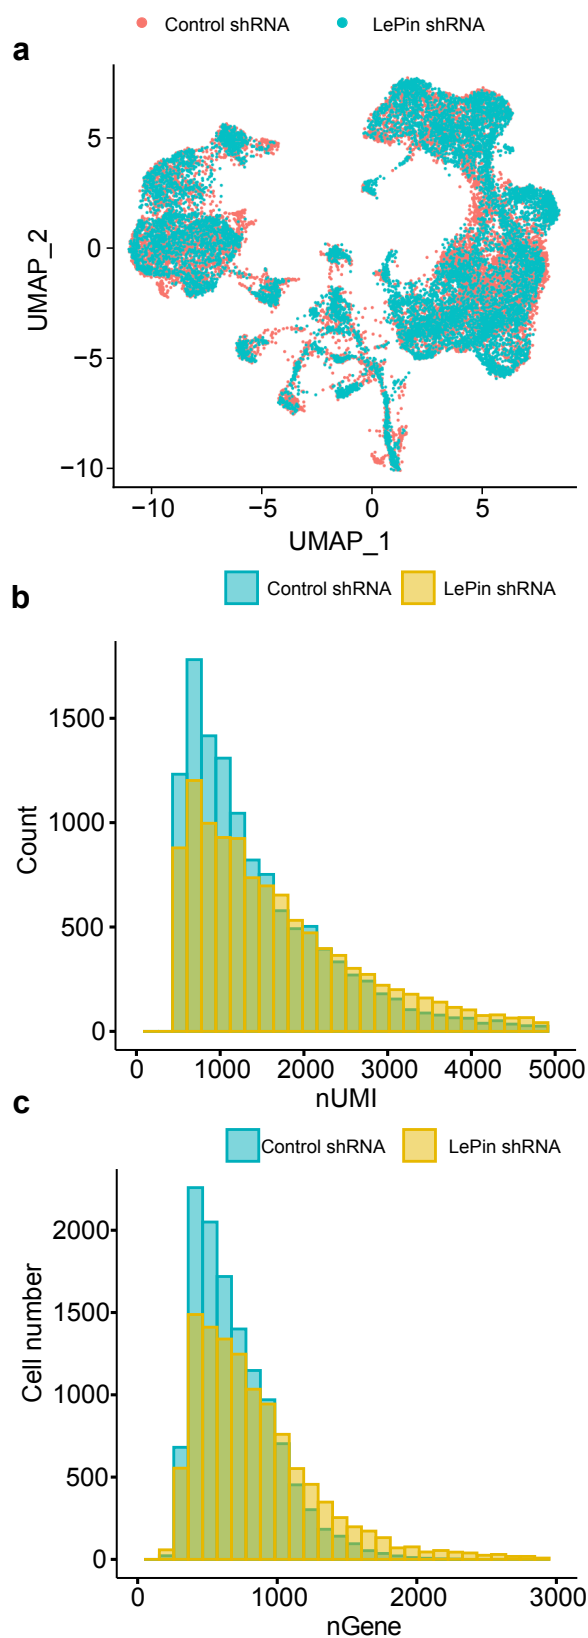 Control shRNA LePin shRNA
a
5
0
−5
−10
UMAP_2
−10 −5 0 5
UMAP_1
Control shRNA LePin shRNA
b
1500
1000
500
0
Count
0 1000 2000 3000 4000 5000
nUMI
c
Control shRNA LePin shRNA
2000
1500
1000
500
0
Cell number
0 1000 2000 3000
nGene